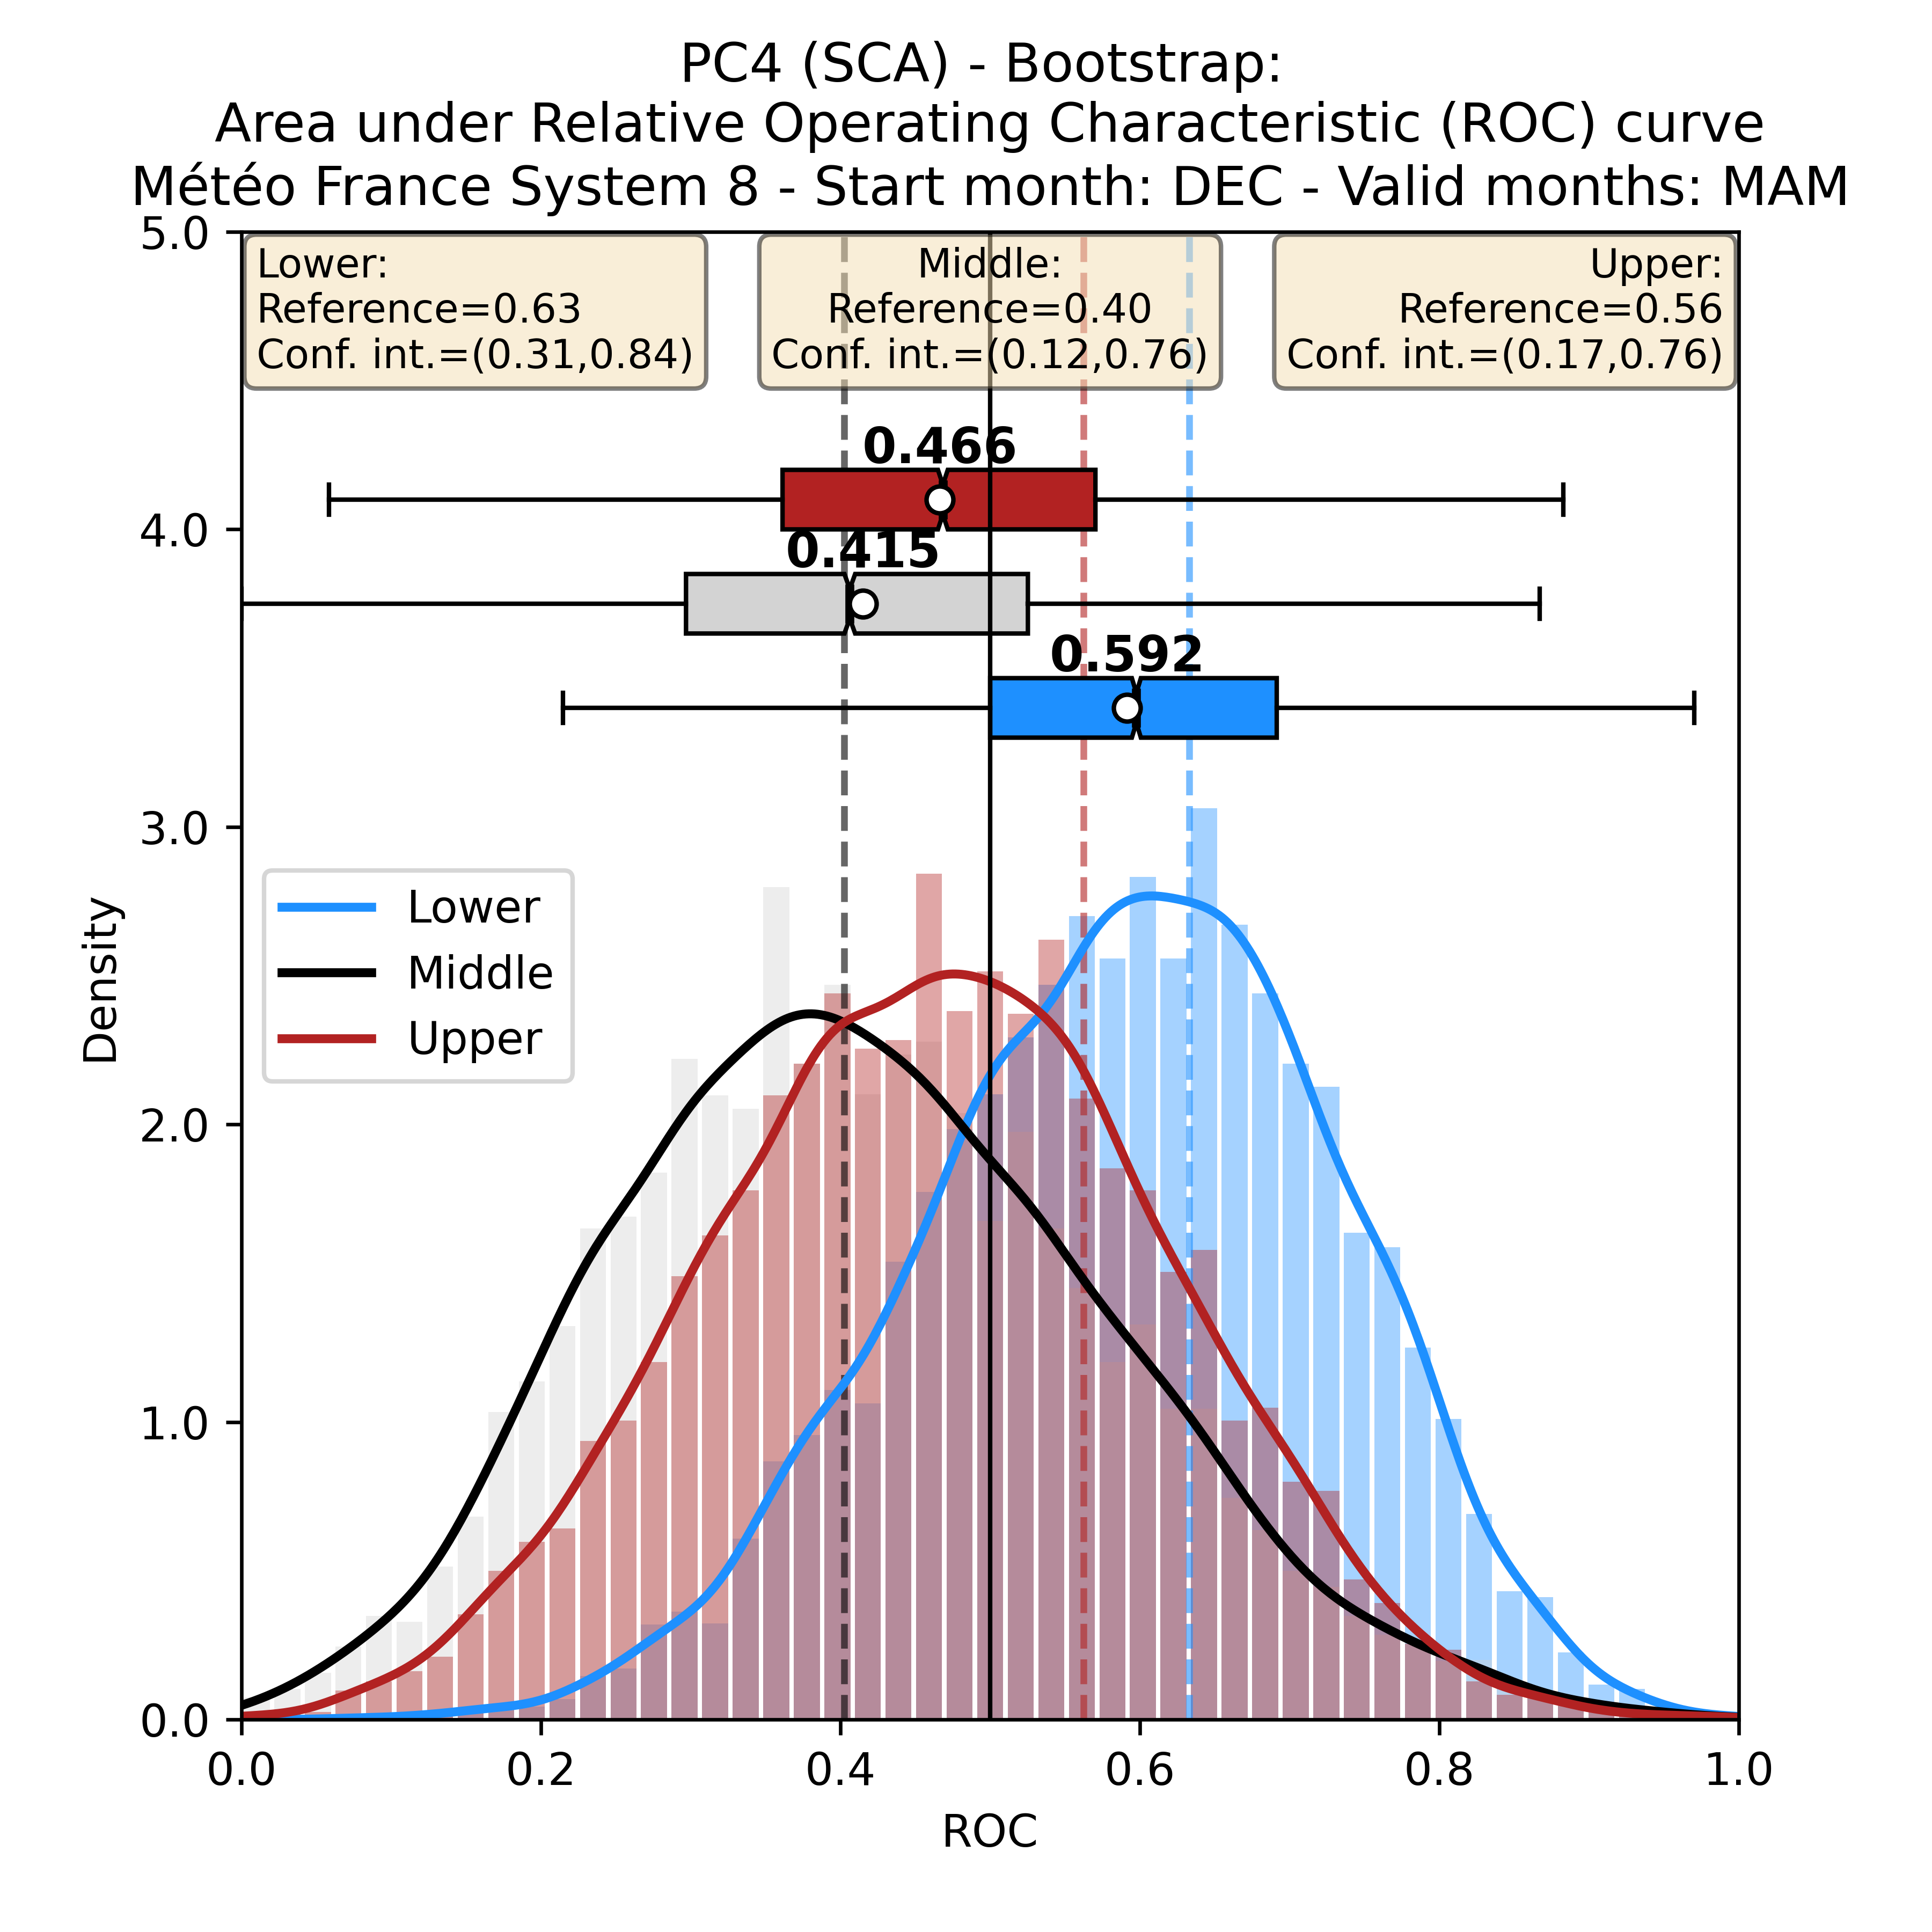 PC4 (SCA) - Bootstrap:
Area under Relative Operating Characteristic (ROC) curve
Météo France System 8 - Start month: DEC - Valid months: MAM
Lower:
Reference=0.63
Conf. int.=(0.31,0.84)
Middle:
Reference=0.40
Conf. int.=(0.12,0.76)
Upper:
Reference=0.56
Conf. int.=(0.17,0.76)
0.466
0.415
0.592
Lower
Middle
Upper
Density
5.0
4.0
3.0
2.0
1.0
0.0
0.0 0.2 0.4 0.6 0.8 1.0
ROC